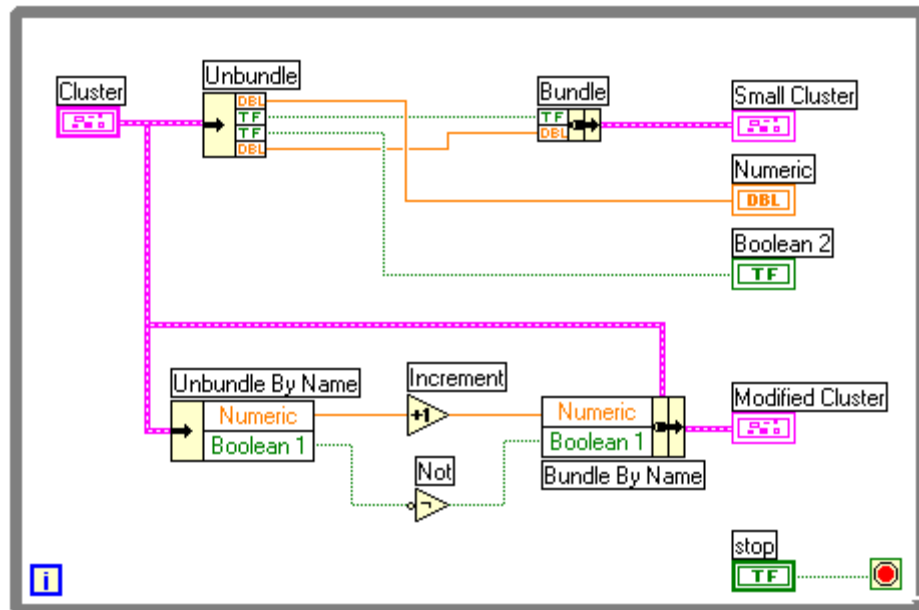 Cluster
Unbundle
DBL
TF
TF
DBL
Bundle
TF
DBL
Small Cluster
Numeric
DBL
Boolean 2
TF
Unbundle By Name
Numeric
Boolean 1
Increment
+1
Not
Numeric
Boolean 1
Bundle By Name
Modified Cluster
stop
TF
i